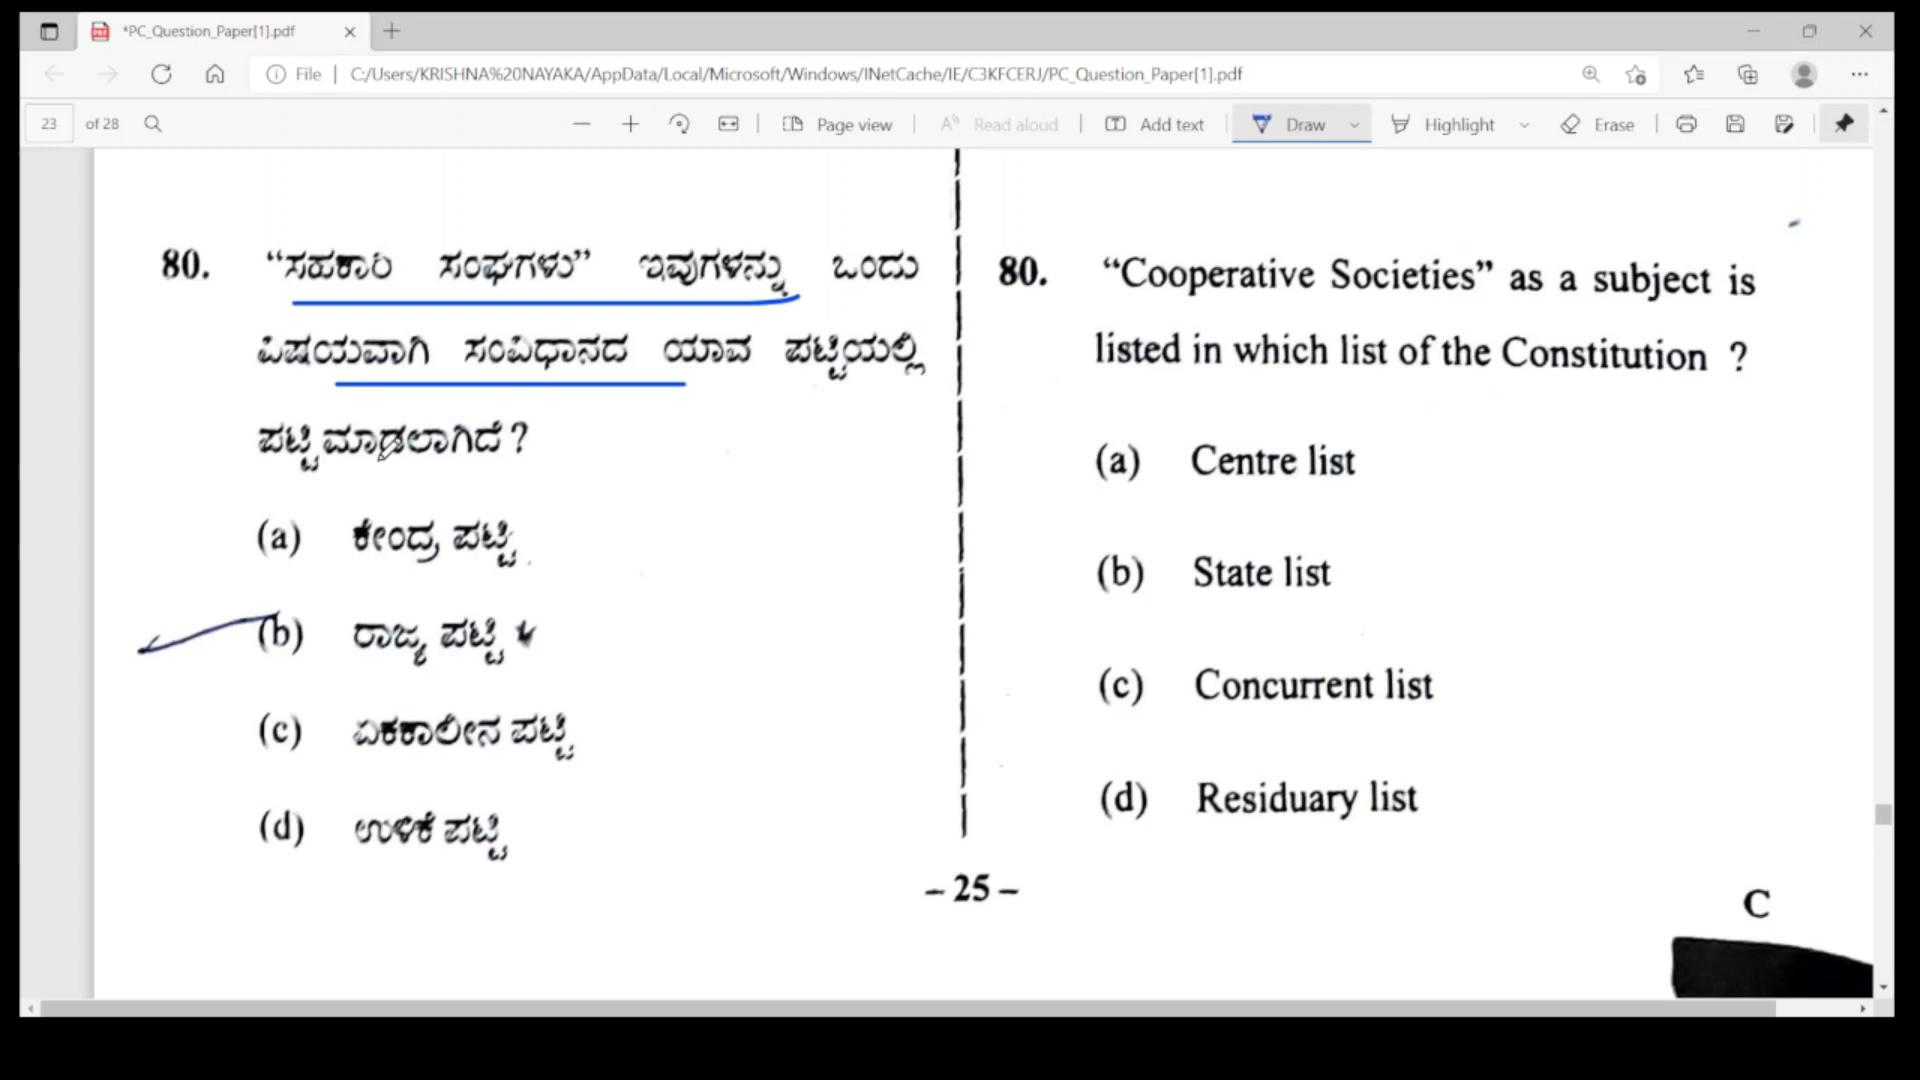 *PC_Question_Paper[1].pdf
File C:/Users/KRISHNA%20NAYAKA/AppData/Local/Microsoft/Windows/INetCache/IE/C3KFCERJ/PC_Question_Paper[1].pdf
23 of 28 Page view Read aloud Add text Draw Highlight Erase
80. “ಸಹಕಾರಿ ಸಂಘಗಳು” ಇವುಗಳನ್ನು ಒಂದು
ವಿಷಯವಾಗಿ ಸಂವಿಧಾನದ ಯಾವ ಪಟ್ಟಿಯಲ್ಲಿ
ಪಟ್ಟಿಮಾಡಲಾಗಿದೆ ?
(a) ಕೇಂದ್ರ ಪಟ್ಟಿ
(b) ರಾಜ್ಯ ಪಟ್ಟಿ
(c) ಏಕಕಾಲೀನ ಪಟ್ಟಿ
(d) ಉಳಿಕೆ ಪಟ್ಟಿ
80. “Cooperative Societies” as a subject is
listed in which list of the Constitution ?
(a) Centre list
(b) State list
(c) Concurrent list
(d) Residuary list
– 25 –
C